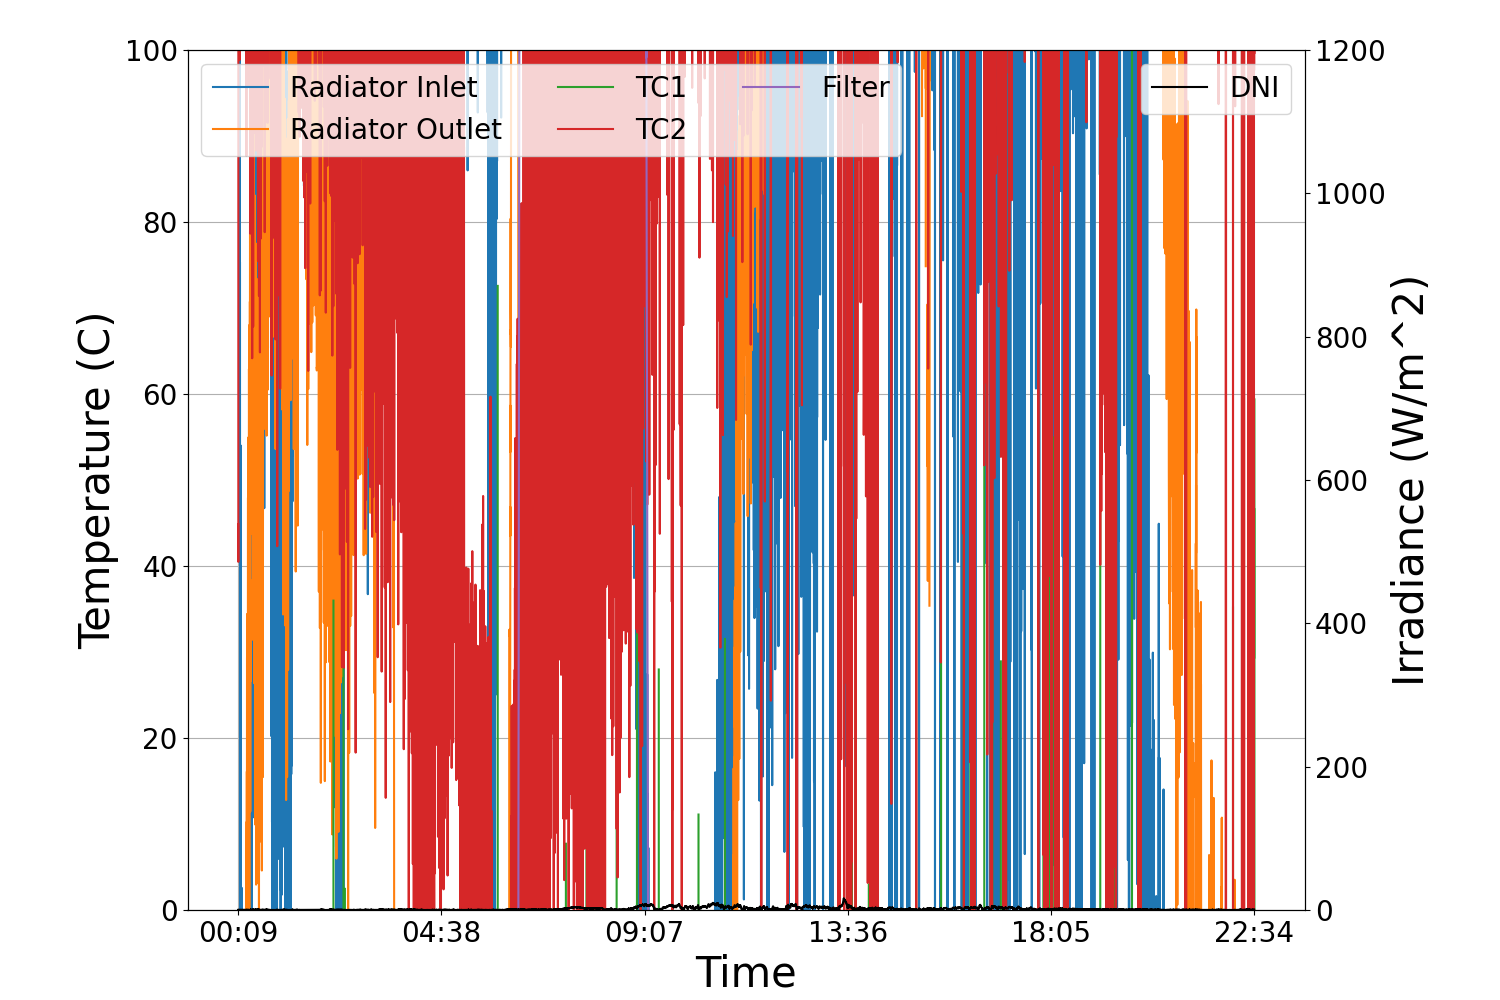 100
80
60
40
20
0
Temperature (C)
Radiator Inlet
Radiator Outlet
TC1
TC2
Filter
DNI
1200
1000
800
600
400
200
0
Irradiance (W/m^2)
00:09 04:38 09:07 13:36 18:05 22:34
Time